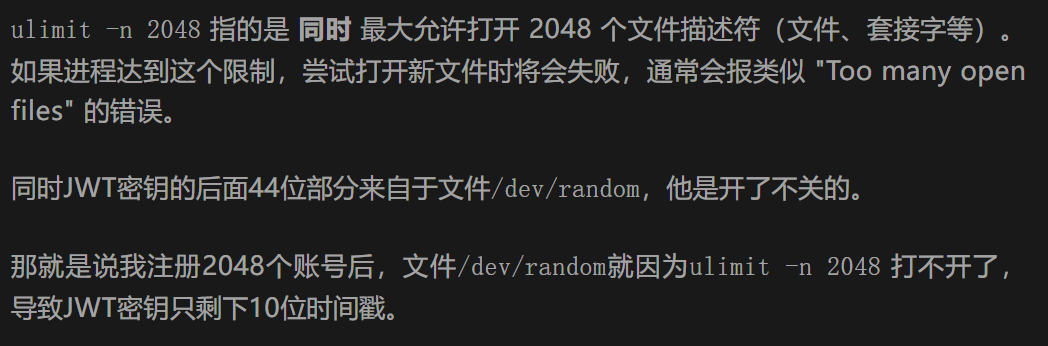 ulimit -n 2048 指的是 同时 最大允许打开 2048 个文件描述符（文件、套接字等）。
如果进程达到这个限制，尝试打开新文件时将会失败，通常会报类似 "Too many open
files" 的错误。
同时JWT密钥的后面44位部分来自于文件/dev/random，他是开了不关的。
那就是说我注册2048个账号后，文件/dev/random就因为ulimit -n 2048 打不开了，
导致JWT密钥只剩下10位时间戳。